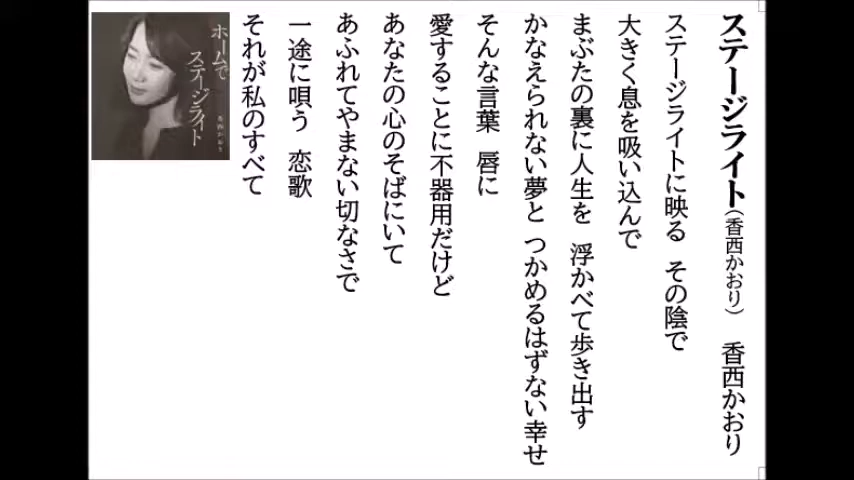 ステージライト(香西かおり) 香西かおり
ステージライトに映る その陰で
大きく息を吸い込んで
まぶたの裏に人生を 浮かべて歩き出す
かなえられない夢と つかめるはずない幸せ
そんな言葉 唇に
愛することに不器用だけど
あなたの心のそばにいて
あふれてやまない切なさで
一途に唄う 恋歌
それが私のすべて
ホームで
ステージライト
香西かおり